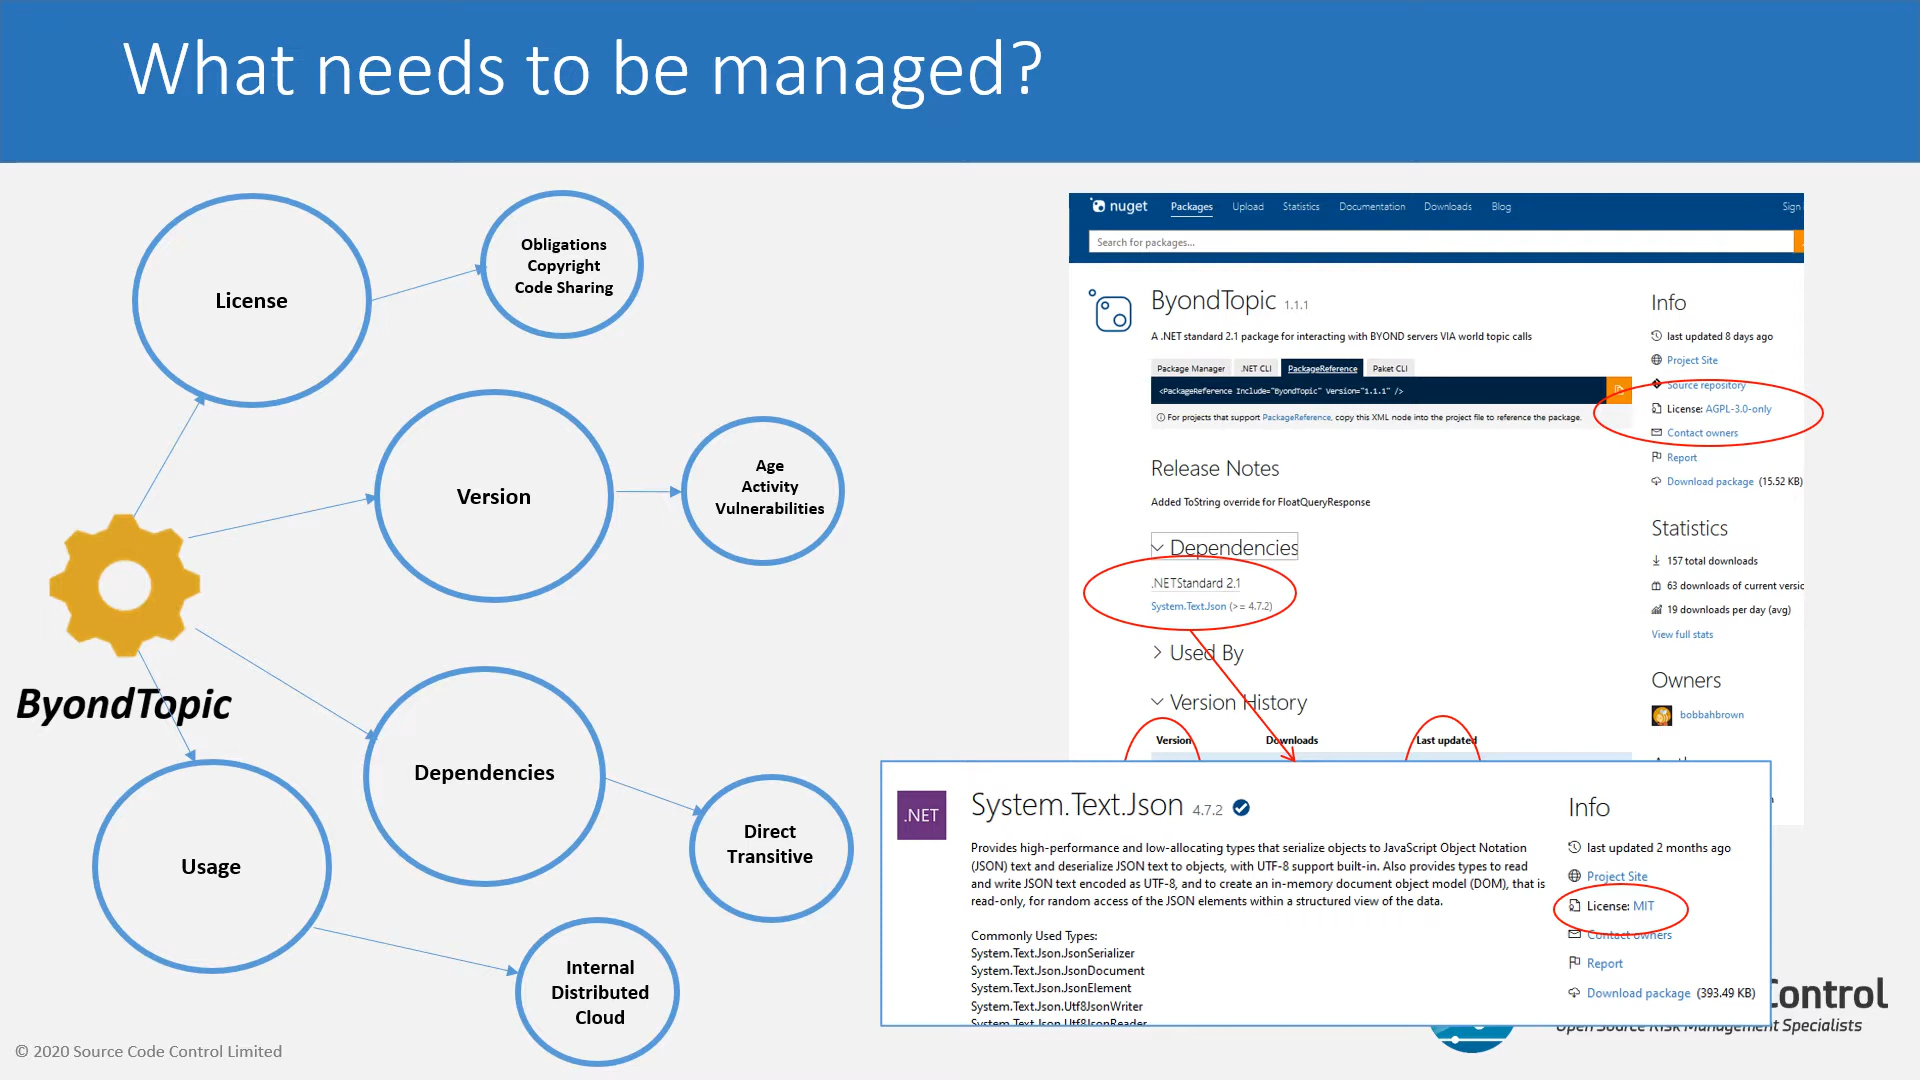 What needs to be managed?
License
Obligations
Copyright
Code Sharing
Version
Age
Activity
Vulnerabilities
ByondTopic
Dependencies
Direct
Transitive
Usage
Internal
Distributed
Cloud
© 2020 Source Code Control Limited
nuget Packages Upload Statistics Documentation Downloads Blog Sign
Search for packages...
ByondTopic 1.1.1
A .NET standard 2.1 package for interacting with BYOND servers VIA world topic calls
Package Manager .NET CLI PackageReference Paket CLI
<PackageReference Include="ByondTopic" Version="1.1.1" />
For projects that support PackageReference, copy this XML node into the project file to reference the package.
Release Notes
Added ToString override for FloatQueryResponse
Dependencies
.NETStandard 2.1
System.Text.Json (>= 4.7.2)
Used By
Version History
Version Downloads Last updated
Info
last updated 8 days ago
Project Site
Source repository
License: AGPL-3.0-only
Contact owners
Report
Download package (15.52 KB)
Statistics
157 total downloads
63 downloads of current versic
19 downloads per day (avg)
View full stats
Owners
bobbahbrown
.NET
System.Text.Json 4.7.2
Provides high-performance and low-allocating types that serialize objects to JavaScript Object Notation
(JSON) text and deserialize JSON text to objects, with UTF-8 support built-in. Also provides types to read
and write JSON text encoded as UTF-8, and to create an in-memory document object model (DOM), that is
read-only, for random access of the JSON elements within a structured view of the data.
Commonly Used Types:
System.Text.Json.JsonSerializer
System.Text.Json.JsonDocument
System.Text.Json.JsonElement
System.Text.Json.Utf8JsonWriter
System.Text.Json.Utf8JsonReader
Info
last updated 2 months ago
Project Site
License: MIT
Contact owners
Report
Download package (393.49 KB)
Control
Open Source Risk Management Specialists